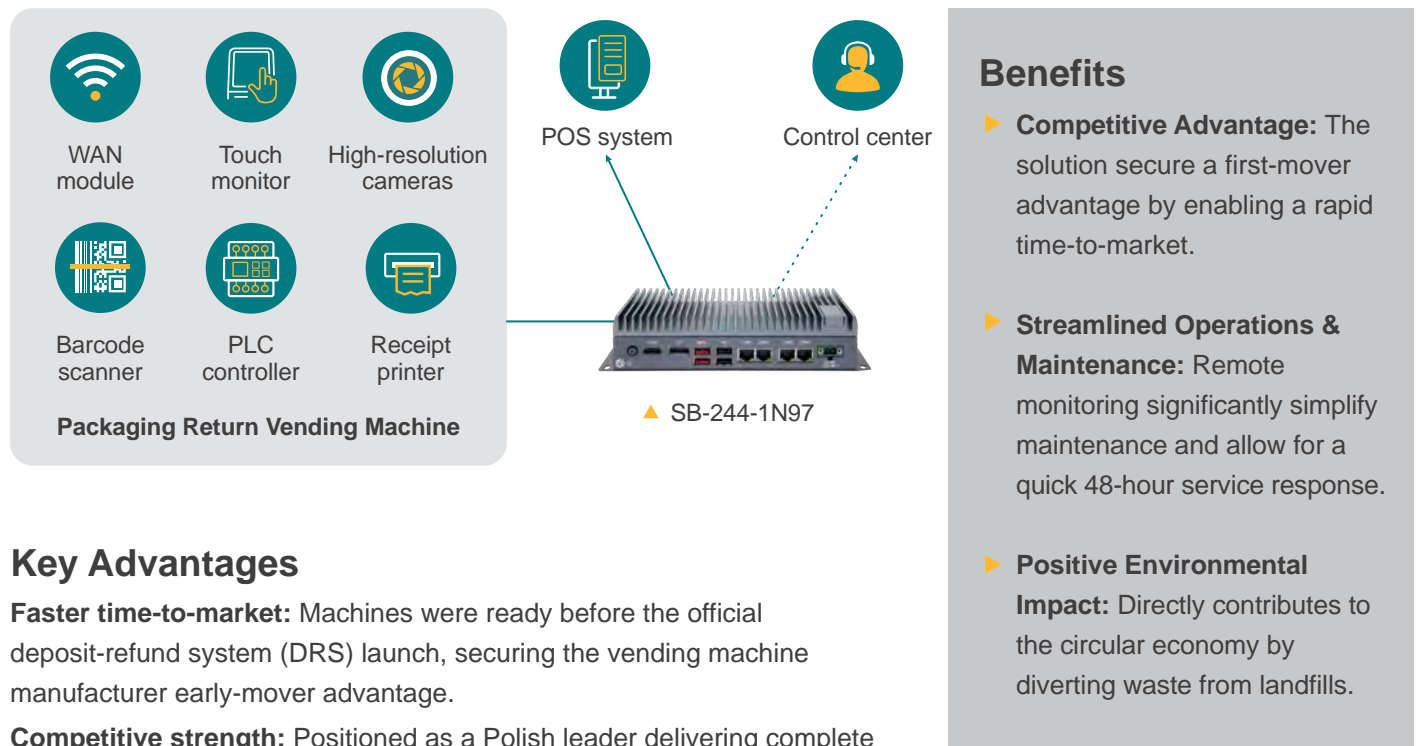 WAN
module
Touch
monitor
High-resolution
cameras
Barcode
scanner
PLC
controller
Receipt
printer
Packaging Return Vending Machine
POS system
Control center
SB-244-1N97
Key Advantages
Faster time-to-market: Machines were ready before the official
deposit-refund system (DRS) launch, securing the vending machine
manufacturer early-mover advantage.
Competitive strength: Positioned as a Polish leader delivering complete
Benefits
Competitive Advantage: The
solution secure a first-mover
advantage by enabling a rapid
time-to-market.
Streamlined Operations &
Maintenance: Remote
monitoring significantly simplify
maintenance and allow for a
quick 48-hour service response.
Positive Environmental
Impact: Directly contributes to
the circular economy by
diverting waste from landfills.